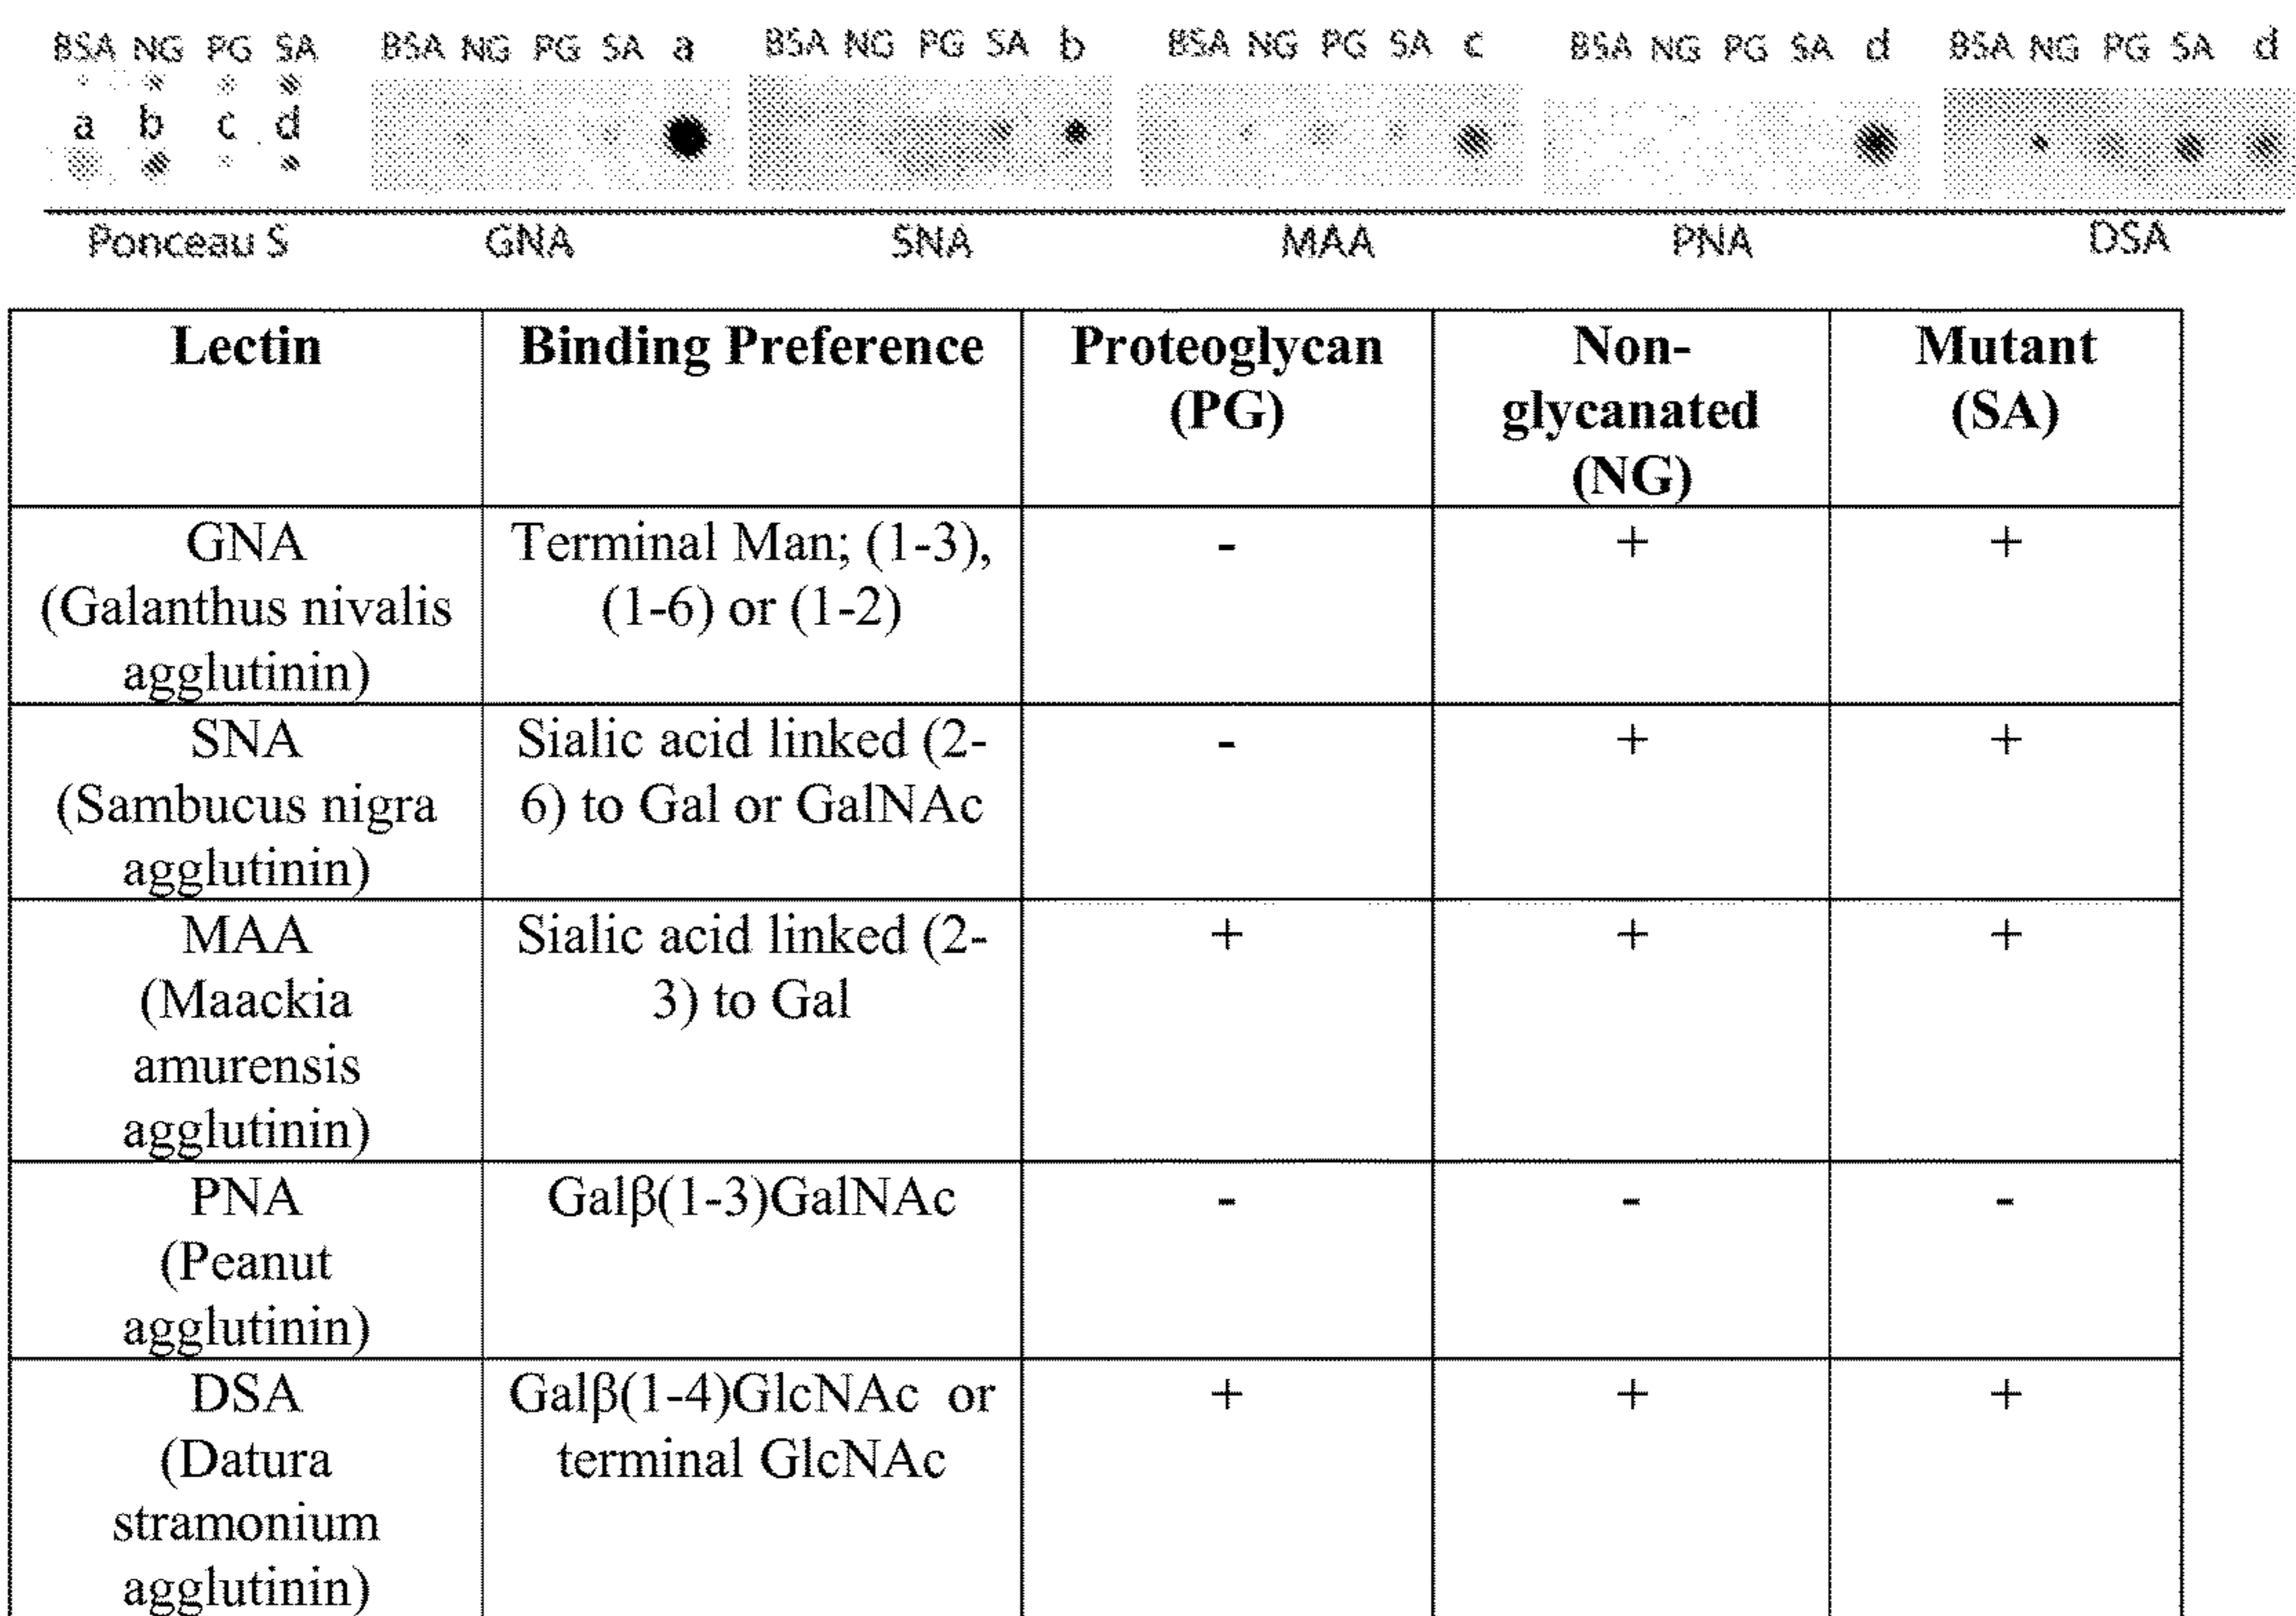 BSA NG PG SA BSA NG PG SA a BSA NG PG SA b BSA NG PG SA c BSA NG PG SA d BSA NG PG SA d
a b c d
Ponceau S GNA SNA MAA PNA DSA
Lectin Binding Preference Proteoglycan Non- Mutant
(PG) glycanated (SA)
(NG)
GNA Terminal Man; (1-3), - + +
(Galanthus nivalis (1-6) or (1-2)
agglutinin)
SNA Sialic acid linked (2- - + +
(Sambucus nigra 6) to Gal or GalNAc
agglutinin)
MAA Sialic acid linked (2- + + +
(Maackia 3) to Gal
amurensis
agglutinin)
PNA Galβ(1-3)GalNAc - - -
(Peanut
agglutinin)
DSA Galβ(1-4)GlcNAc or + + +
(Datura terminal GlcNAc
stramonium
agglutinin)